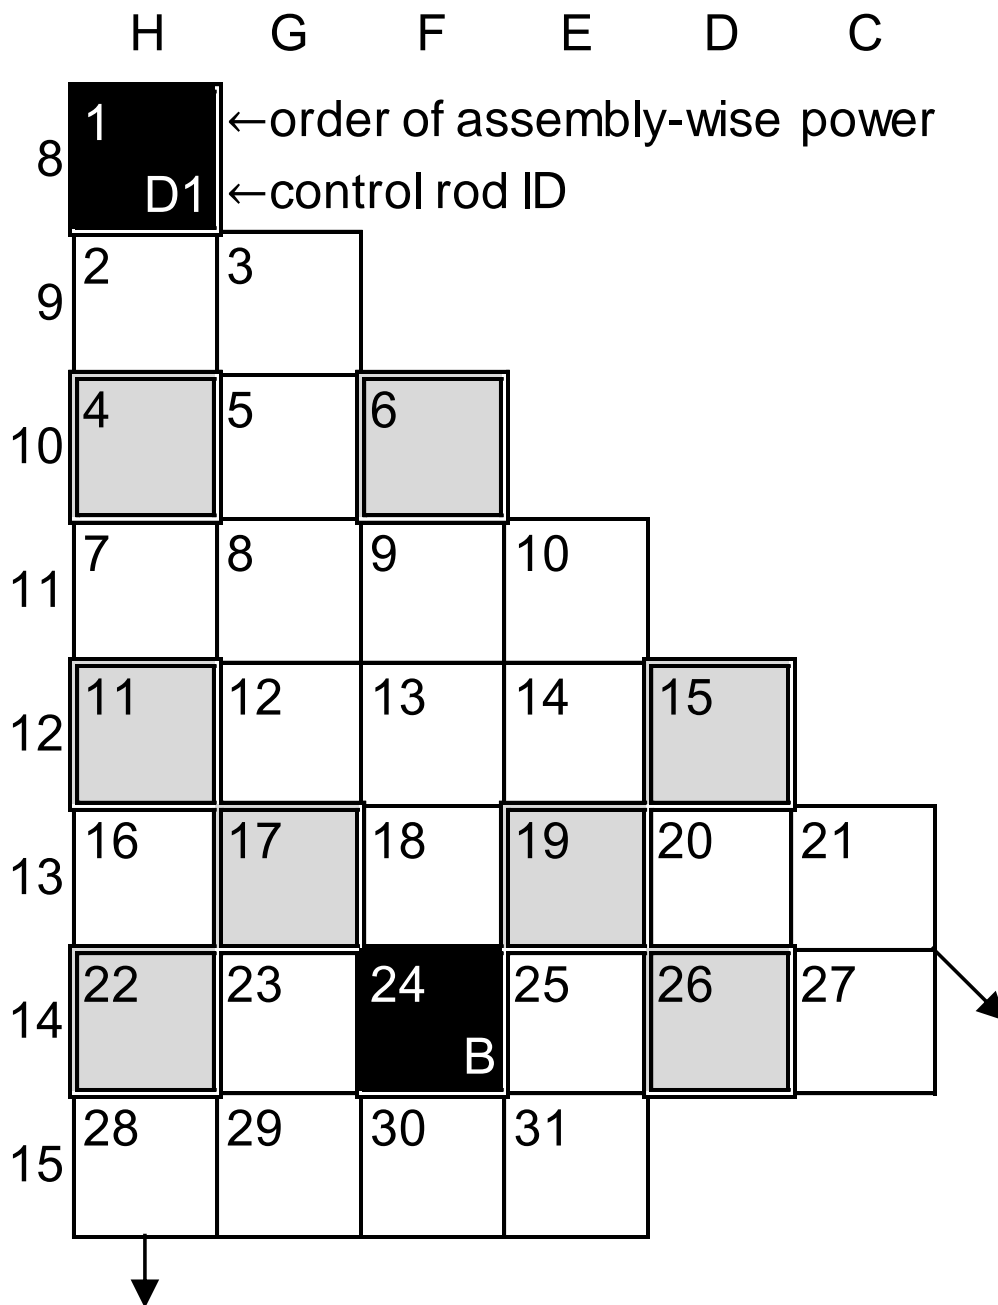 H G F E D C
1 ←order of assembly-wise power
8
D1 ←control rod ID
2 3
9
4 5 6
10
7 8 9 10
11
11 12 13 14 15
12
16 17 18 19 20 21
13
22 23 24 25 26 27
14
B
28 29 30 31
15